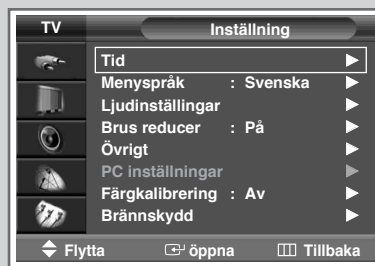 TV Inställning
Tid
Menyspråk : Svenska
Ljudinställingar
Brus reducer : På
Övrigt
PC inställningar
Färgkalibrering : Av
Brännskydd
Flytta öppna Tillbaka